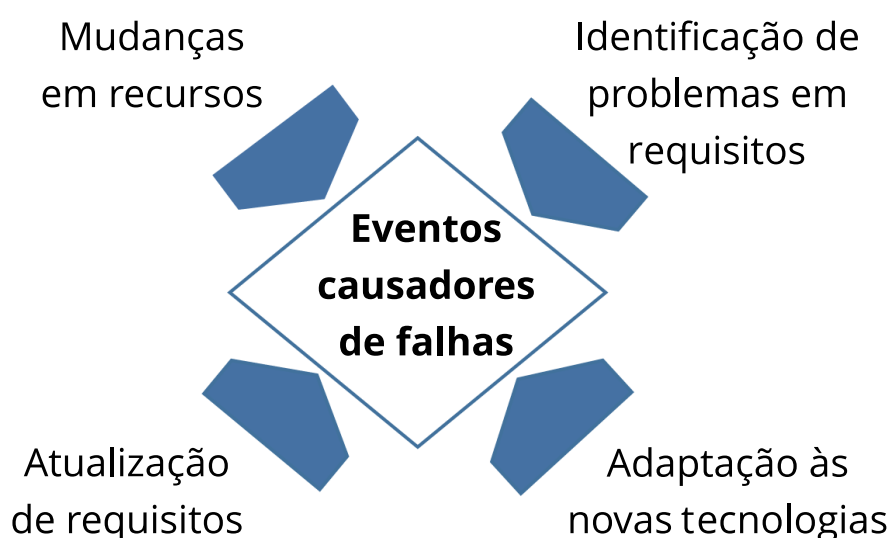 Mudanças
em recursos
Identificação de
problemas em
requisitos
Eventos
causadores
de falhas
Atualização
de requisitos
Adaptação às
novas tecnologias